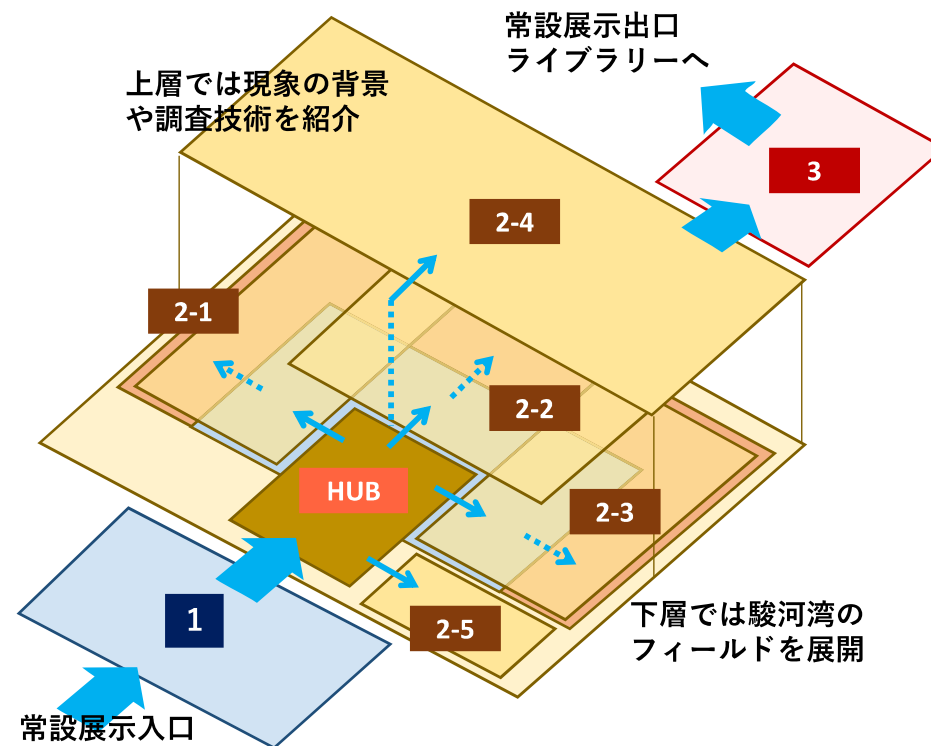 常設展示出口
ライブラリーへ
上層では現象の背景
や調査技術を紹介
3
2-4
2-1
2-2
HUB
2-3
1
2-5
下層では駿河湾の
フィールドを展開
常設展示入口